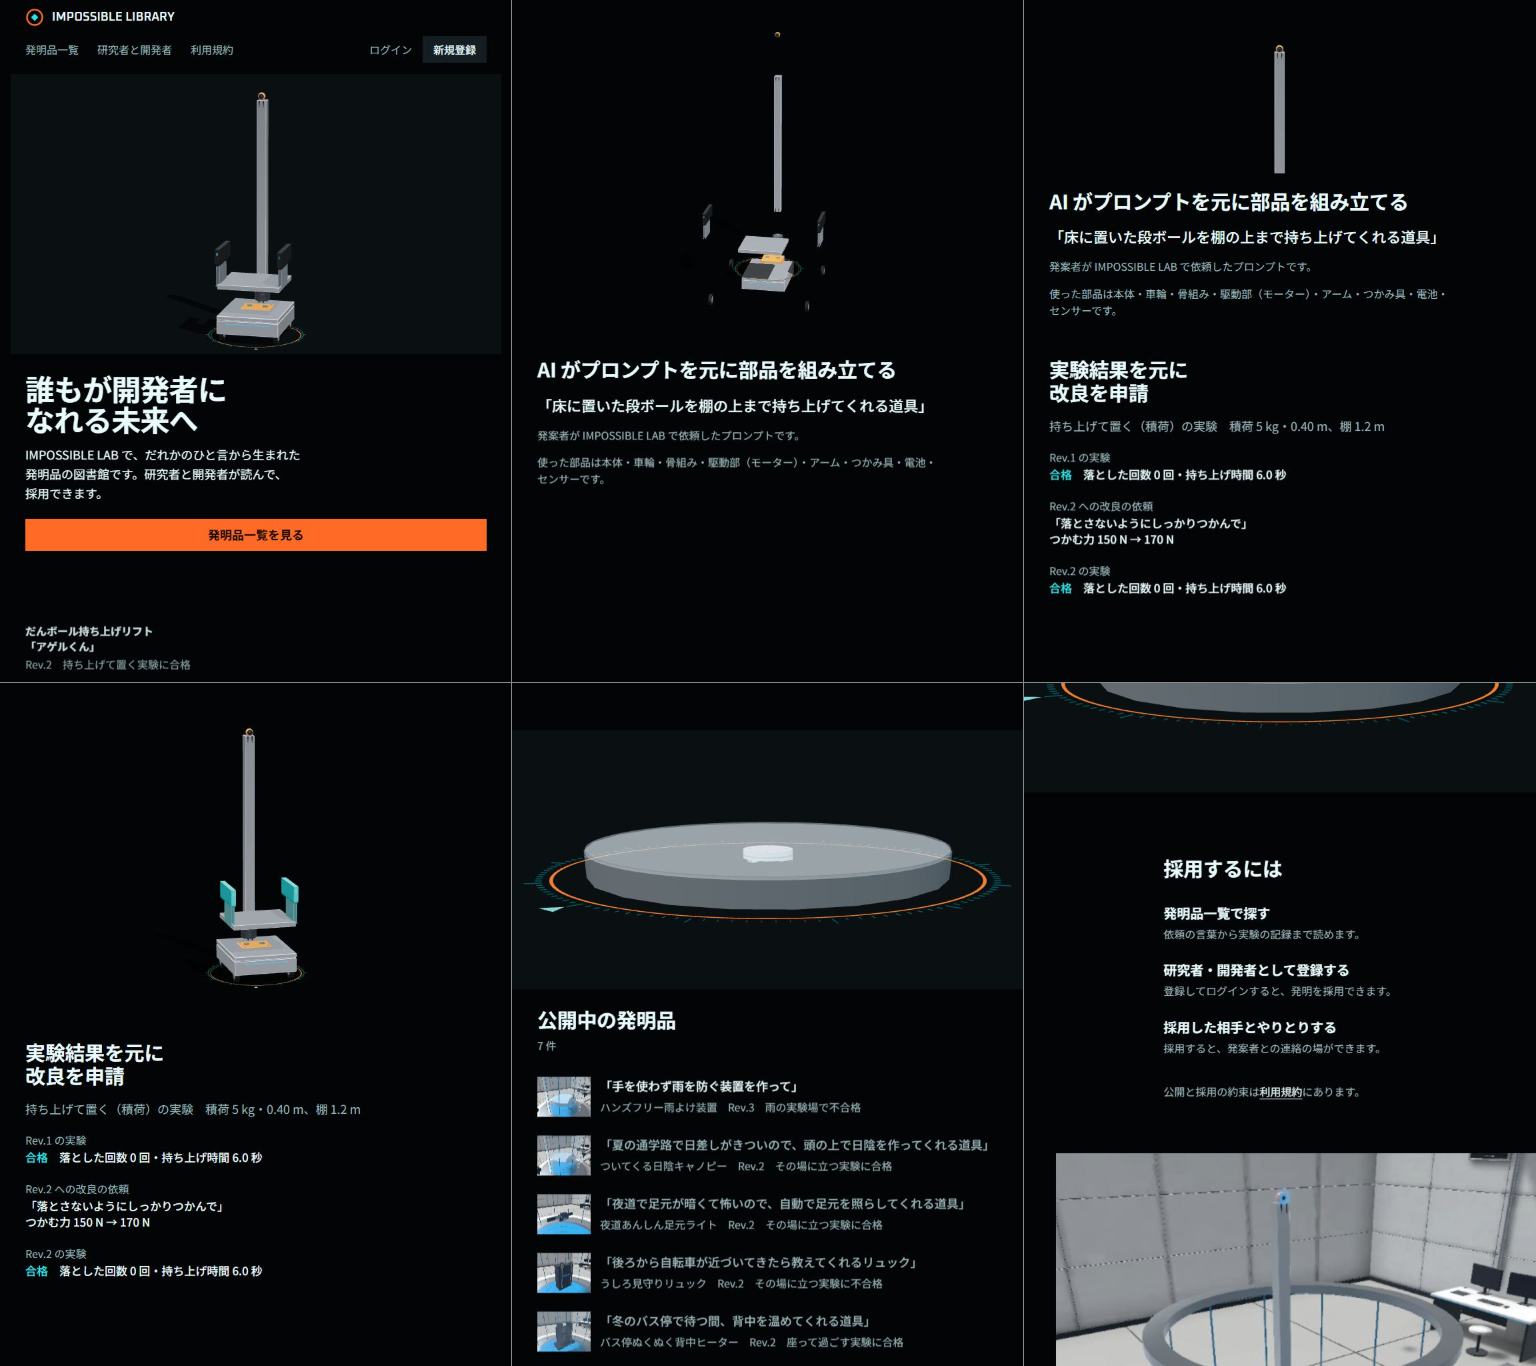 IMPOSSIBLE LIBRARY
発明品一覧 研究者と開発者 利用規約 ログイン 新規登録
誰もが開発者に
なれる未来へ
IMPOSSIBLE LAB で、だれかのひと言から生まれた
発明品の図書館です。研究者と開発者が読んで、
採用できます。
発明品一覧を見る
だんボール持ち上げリフト
「アゲルくん」
Rev.2 持ち上げて置く実験に合格
AI がプロンプトを元に部品を組み立てる
「床に置いた段ボールを棚の上まで持ち上げてくれる道具」
発案者が IMPOSSIBLE LAB で依頼したプロンプトです。
使った部品は本体・車輪・骨組み・駆動部（モーター）・アーム・つかみ具・電池・
センサーです。
AI がプロンプトを元に部品を組み立てる
「床に置いた段ボールを棚の上まで持ち上げてくれる道具」
発案者が IMPOSSIBLE LAB で依頼したプロンプトです。
使った部品は本体・車輪・骨組み・駆動部（モーター）・アーム・つかみ具・電池・
センサーです。
実験結果を元に
改良を申請
持ち上げて置く（積荷）の実験 積荷 5 kg・0.40 m、棚 1.2 m
Rev.1 の実験
合格 落とした回数 0 回・持ち上げ時間 6.0 秒
Rev.2 への改良の依頼
「落とさないようにしっかりつかんで」
つかむ力 150 N → 170 N
Rev.2 の実験
合格 落とした回数 0 回・持ち上げ時間 6.0 秒
実験結果を元に
改良を申請
持ち上げて置く（積荷）の実験 積荷 5 kg・0.40 m、棚 1.2 m
Rev.1 の実験
合格 落とした回数 0 回・持ち上げ時間 6.0 秒
Rev.2 への改良の依頼
「落とさないようにしっかりつかんで」
つかむ力 150 N → 170 N
Rev.2 の実験
合格 落とした回数 0 回・持ち上げ時間 6.0 秒
公開中の発明品
7 件
「手を使わず雨を防ぐ装置を作って」
ハンズフリー雨よけ装置 Rev.3 雨の実験場で不合格
「夏の通学路で日差しがきついので、頭の上で日陰を作ってくれる道具」
ついてくる日陰キャノピー Rev.2 その場に立つ実験に合格
「夜道で足元が暗くて怖いので、自動で足元を照らしてくれる道具」
夜道あんしん足元ライト Rev.2 その場に立つ実験に合格
「後ろから自転車が近づいてきたら教えてくれるリュック」
うしろ見守りリュック Rev.2 その場に立つ実験に不合格
「冬のバス停で待つ間、背中を温めてくれる道具」
バス停ぬくぬく背中ヒーター Rev.2 座って過ごす実験に合格
採用するには
発明品一覧で探す
依頼の言葉から実験の記録まで読めます。
研究者・開発者として登録する
登録してログインすると、発明を採用できます。
採用した相手とやりとりする
採用すると、発案者との連絡の場ができます。
公開と採用の約束は利用規約にあります。